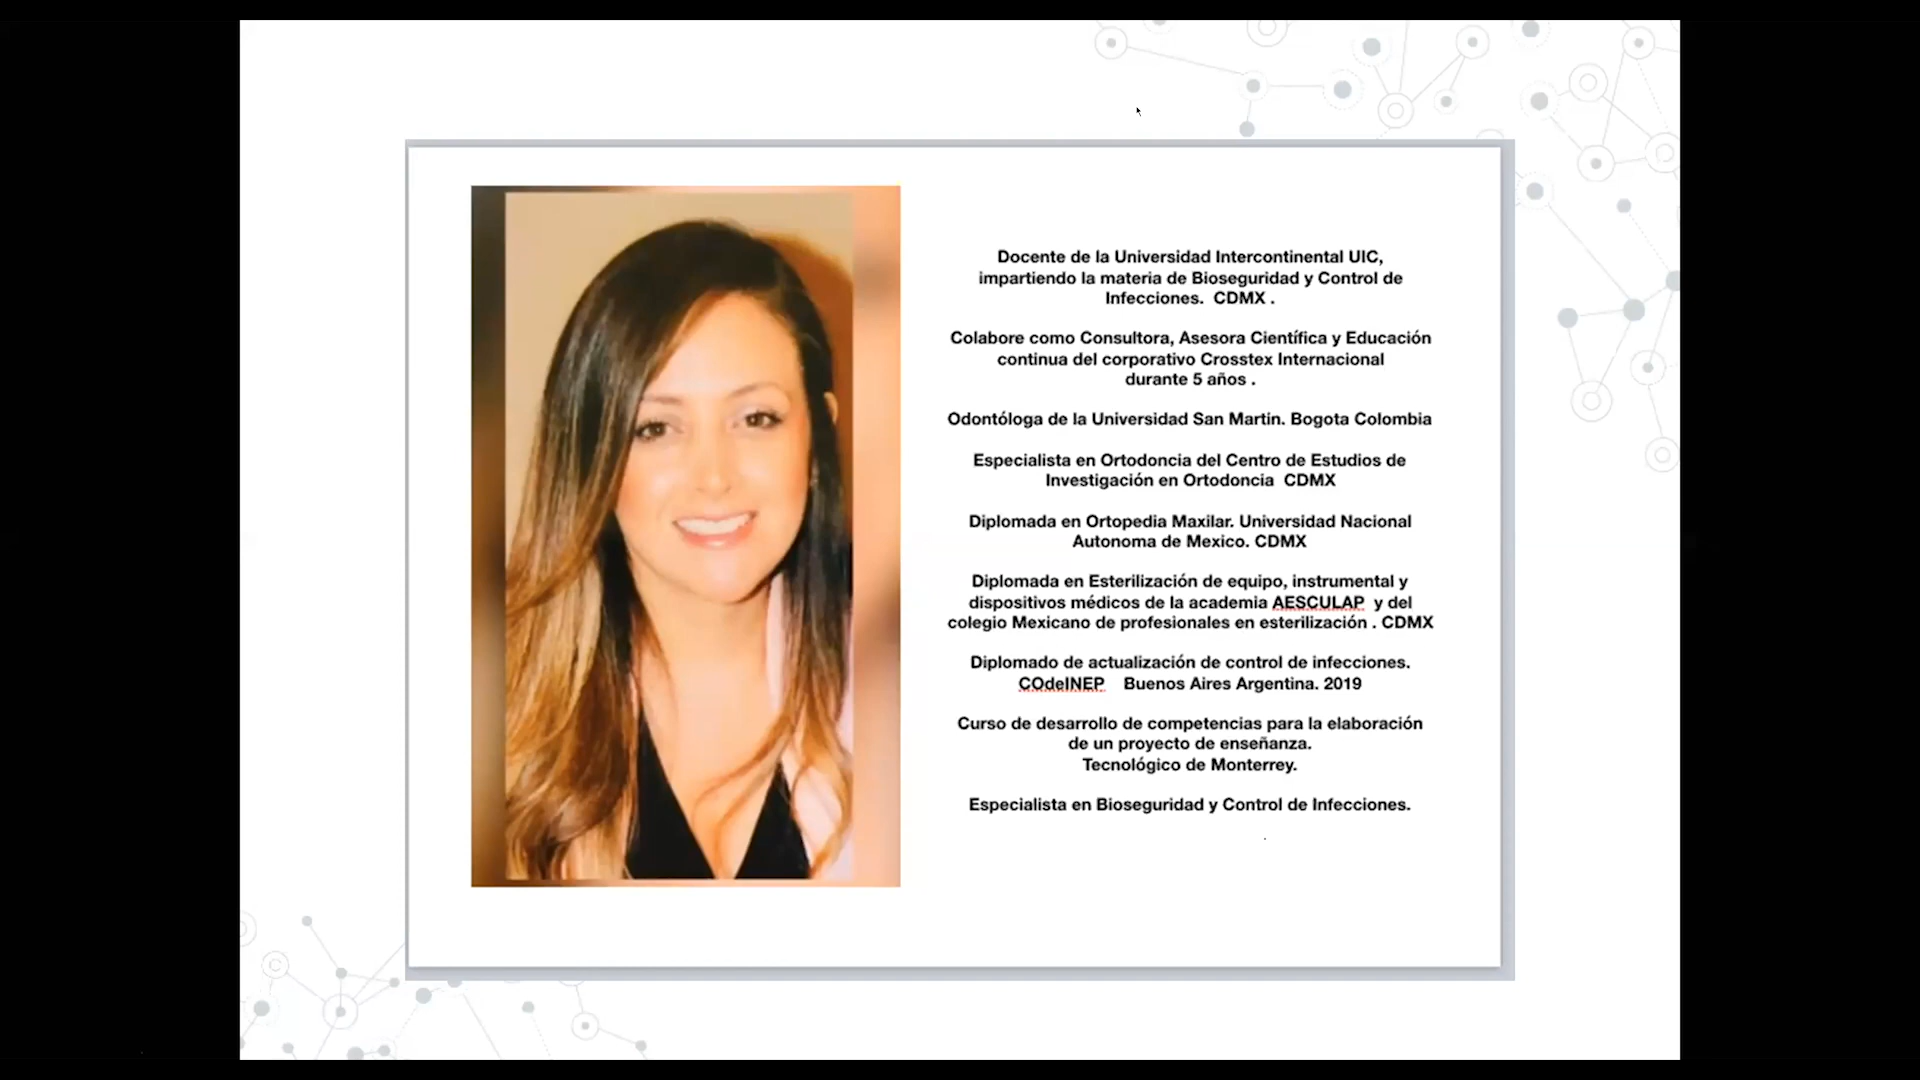 Docente de la Universidad Intercontinental UIC,
impartiendo la materia de Bioseguridad y Control de
Infecciones.  CDMX .
Colabore como Consultora, Asesora Científica y Educación
continua del corporativo Crosstex Internacional
durante 5 años .
Odontóloga de la Universidad San Martin. Bogota Colombia
Especialista en Ortodoncia del Centro de Estudios de
Investigación en Ortodoncia  CDMX
Diplomada en Ortopedia Maxilar. Universidad Nacional
Autonoma de Mexico. CDMX
Diplomada en Esterilización de equipo, instrumental y
dispositivos médicos de la academia AESCULAP  y del
colegio Mexicano de profesionales en esterilización . CDMX
Diplomado de actualización de control de infecciones.
COdeINEP    Buenos Aires Argentina. 2019
Curso de desarrollo de competencias para la elaboración
de un proyecto de enseñanza.
Tecnológico de Monterrey.
Especialista en Bioseguridad y Control de Infecciones.
.